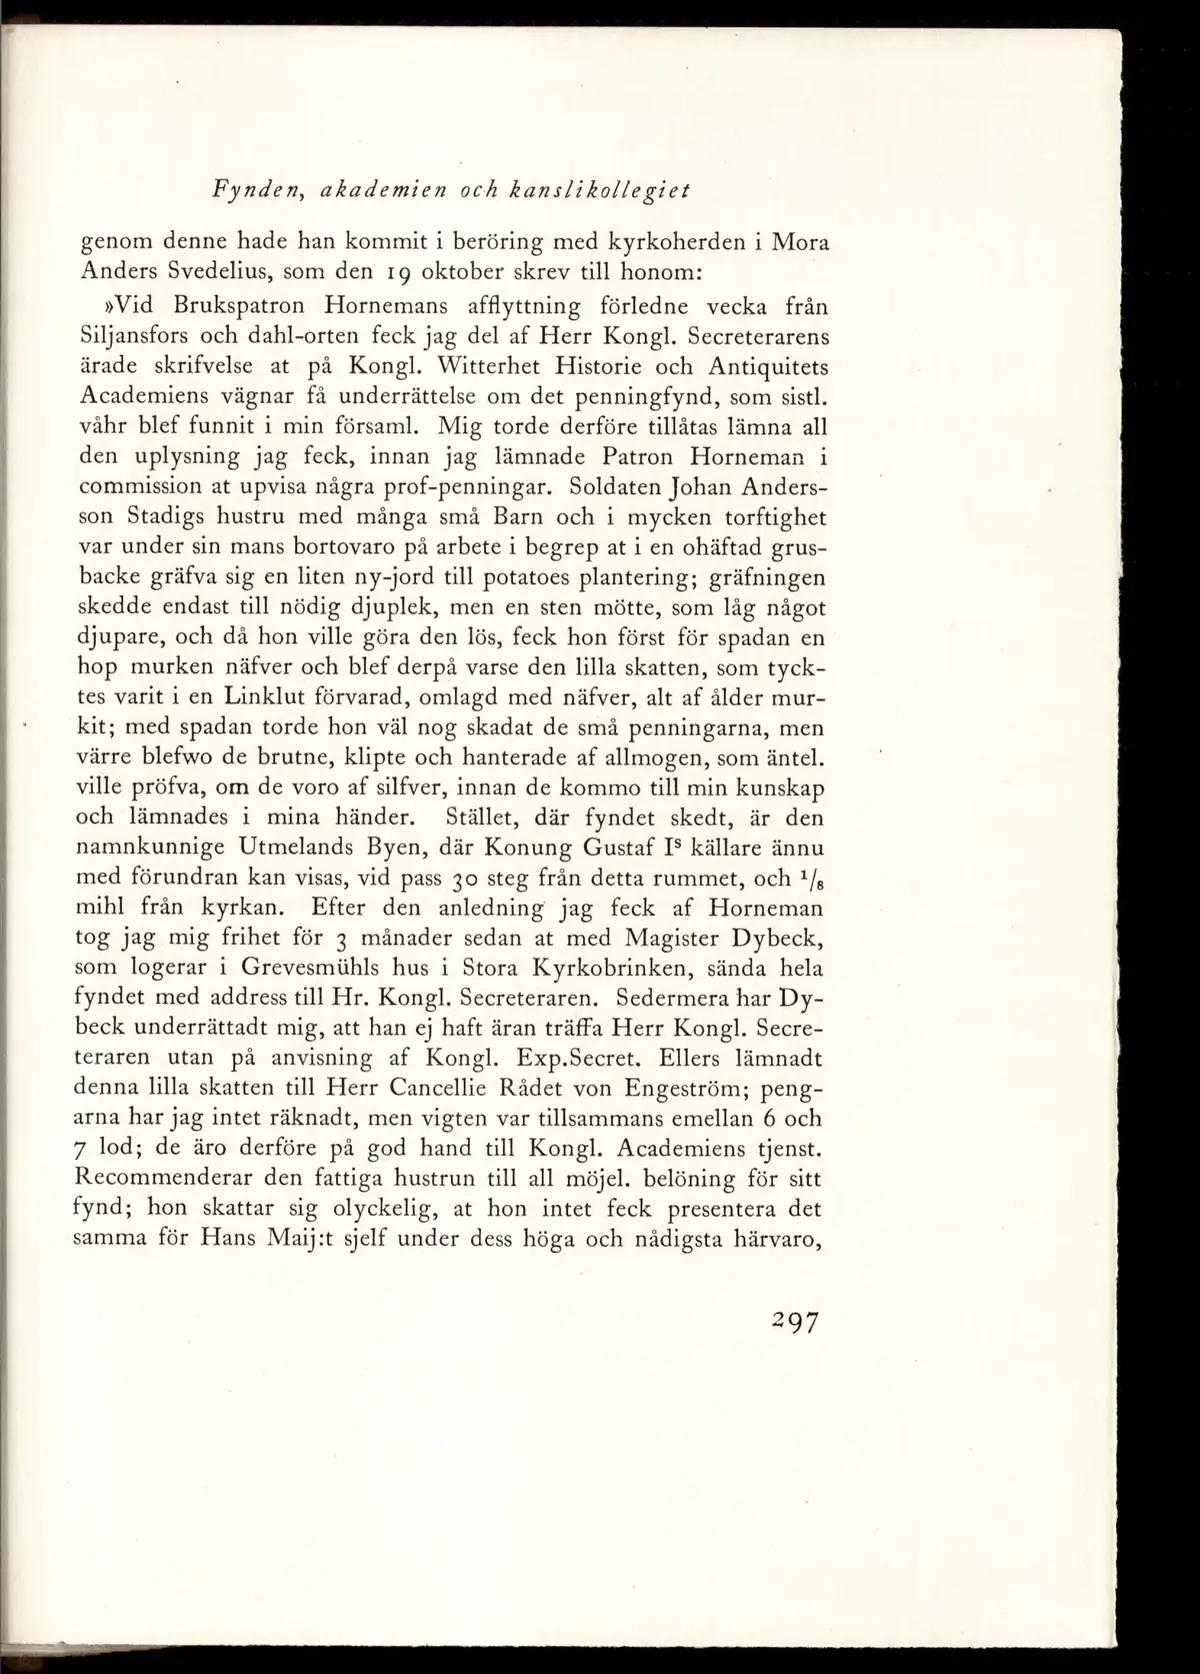 Fynden, akademien och kanslikollegiet
genom denne hade han kommit i beröring med kyrkoherden i Mora
Anders Svedelius, som den 19 oktober skrev till honom:
»Vid Brukspatron Hornemans afflyttning förledne vecka från
Siljansfors och dahl-orten feck jag del af Herr Kongl. Secreterarens
ärade skrifvelse at på Kongl. Witterhet Historie och Antiquitets
Academiens vägnar få underrättelse om det penningfynd, som sistl.
våhr blef funnit i min församl. Mig torde derföre tillåtas lämna all
den uplysning jag feck, innan jag lämnade Patron Horneman i
commission at upvisa några prof-penningar. Soldaten Johan Anders-
son Stadigs hustru med många små Barn och i mycken torftighet
var under sin mans bortovaro på arbete i begrep at i en ohäftad grus-
backe gräfva sig en liten ny-jord till potatoes plantering; gräfningen
skedde endast till nödig djuplek, men en sten mötte, som låg något
djupare, och då hon ville göra den lös, feck hon först för spadan en
hop murken näfver och blef derpå varse den lilla skatten, som tyck-
tes varit i en Linklut förvarad, omlagd med näfver, alt af ålder mur-
kit; med spadan torde hon väl nog skadat de små penningarna, men
värre blefwo de brutne, klipte och hanterade af allmogen, som äntel.
ville pröfva, om de voro af silfver, innan de kommo till min kunskap
och lämnades i mina händer. Stället, där fyndet skedt, är den
namnkunnige Utmelands Byen, där Konung Gustaf Iˢ källare ännu
med förundran kan visas, vid pass 30 steg från detta rummet, och ¹/₈
mihl från kyrkan. Efter den anledning jag feck af Horneman
tog jag mig frihet för 3 månader sedan at med Magister Dybeck,
som logerar i Grevesmühls hus i Stora Kyrkobrinken, sända hela
fyndet med address till Hr. Kongl. Secreteraren. Sedermera har Dy-
beck underrättadt mig, att han ej haft äran träffa Herr Kongl. Secre-
teraren utan på anvisning af Kongl. Exp.Secret. Ellers lämnadt
denna lilla skatten till Herr Cancellie Rådet von Engeström; peng-
arna har jag intet räknadt, men vigten var tillsammans emellan 6 och
7 lod; de äro derföre på god hand till Kongl. Academiens tjenst.
Recommenderar den fattiga hustrun till all möjel. belöning för sitt
fynd; hon skattar sig olyckelig, at hon intet feck presentera det
samma för Hans Maij:t sjelf under dess höga och nådigsta härvaro,
297